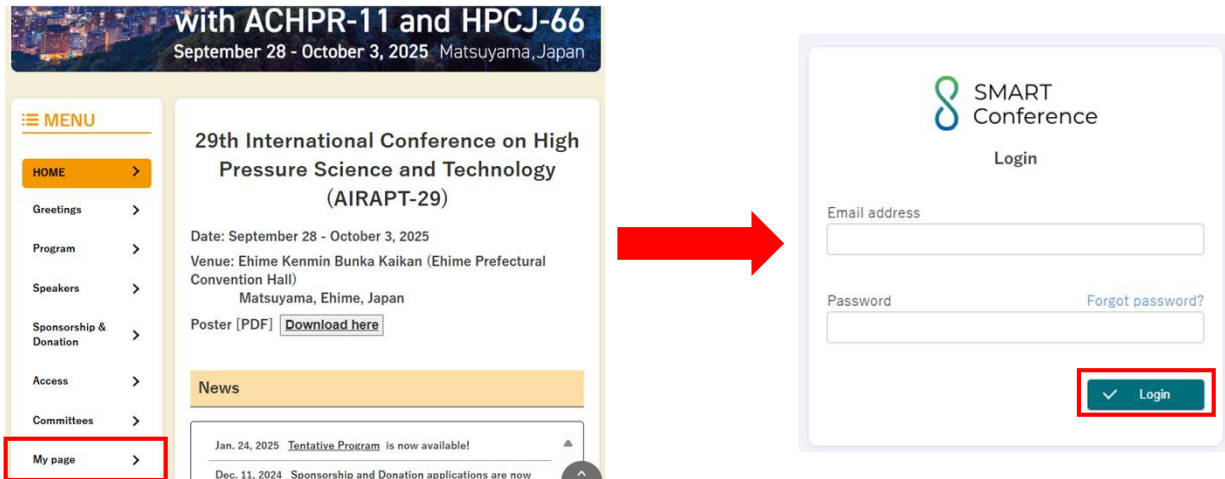 with ACHPR-11 and HPCJ-66
September 28 - October 3, 2025 Matsuyama, Japan
MENU
HOME
Greetings
Program
Speakers
Sponsorship &
Donation
Access
Committees
My page
29th International Conference on High
Pressure Science and Technology
(AIRAPT-29)
Date: September 28 - October 3, 2025
Venue: Ehime Kenmin Bunka Kaikan (Ehime Prefectural
Convention Hall)
Matsuyama, Ehime, Japan
Poster [PDF] Download here
News
Jan. 24, 2025 Tentative Program is now available!
Dec. 11, 2024 Sponsorship and Donation applications are now
SMART
Conference
Login
Email address
Password Forgot password?
Login